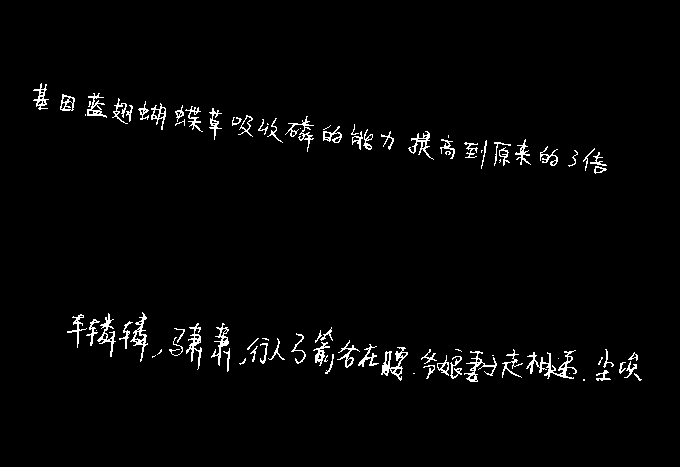 基因蓝翅蝴蝶草吸收磷的能力提高到原来的3倍
车辚辚,马萧萧,行人弓箭各在腰.爷娘妻子走相送.尘埃